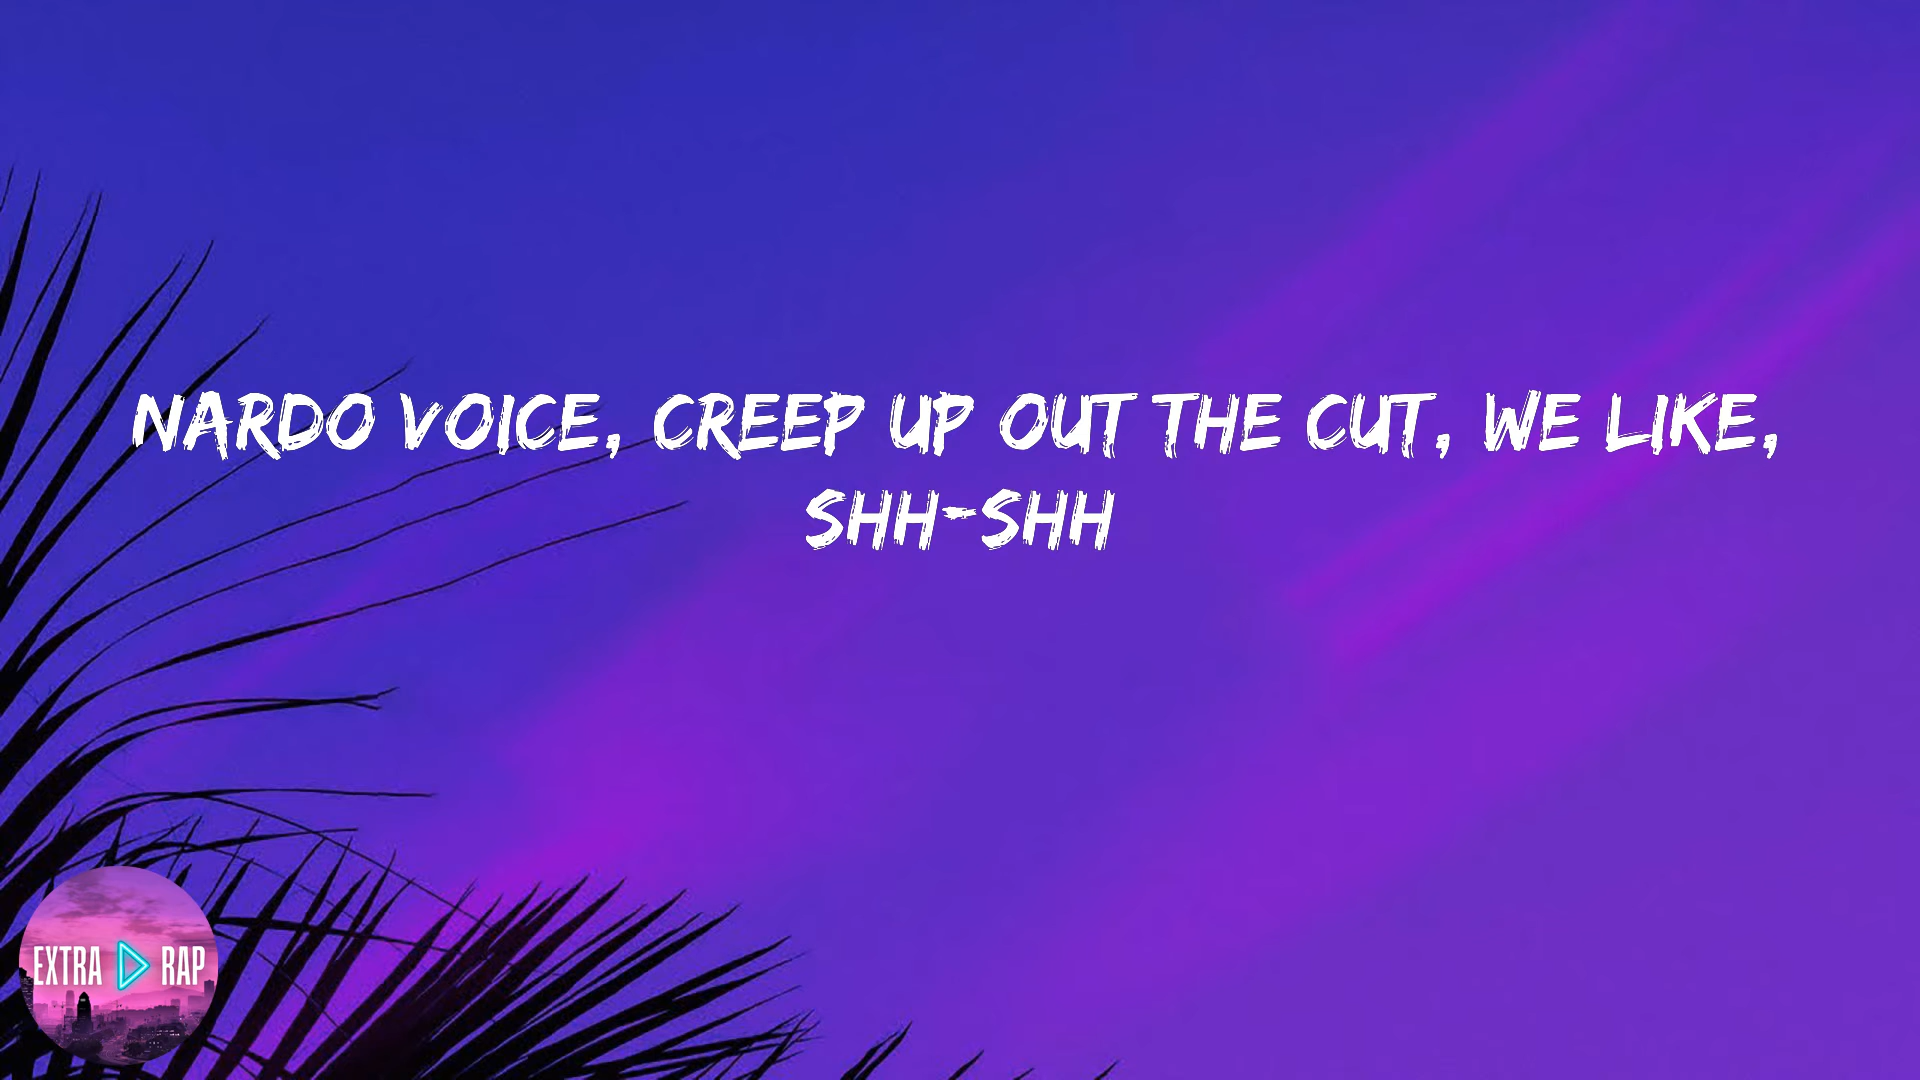 NARDO VOICE, CREEP UP OUT THE CUT, WE LIKE,
SHH-SHH
EXTRA RAP